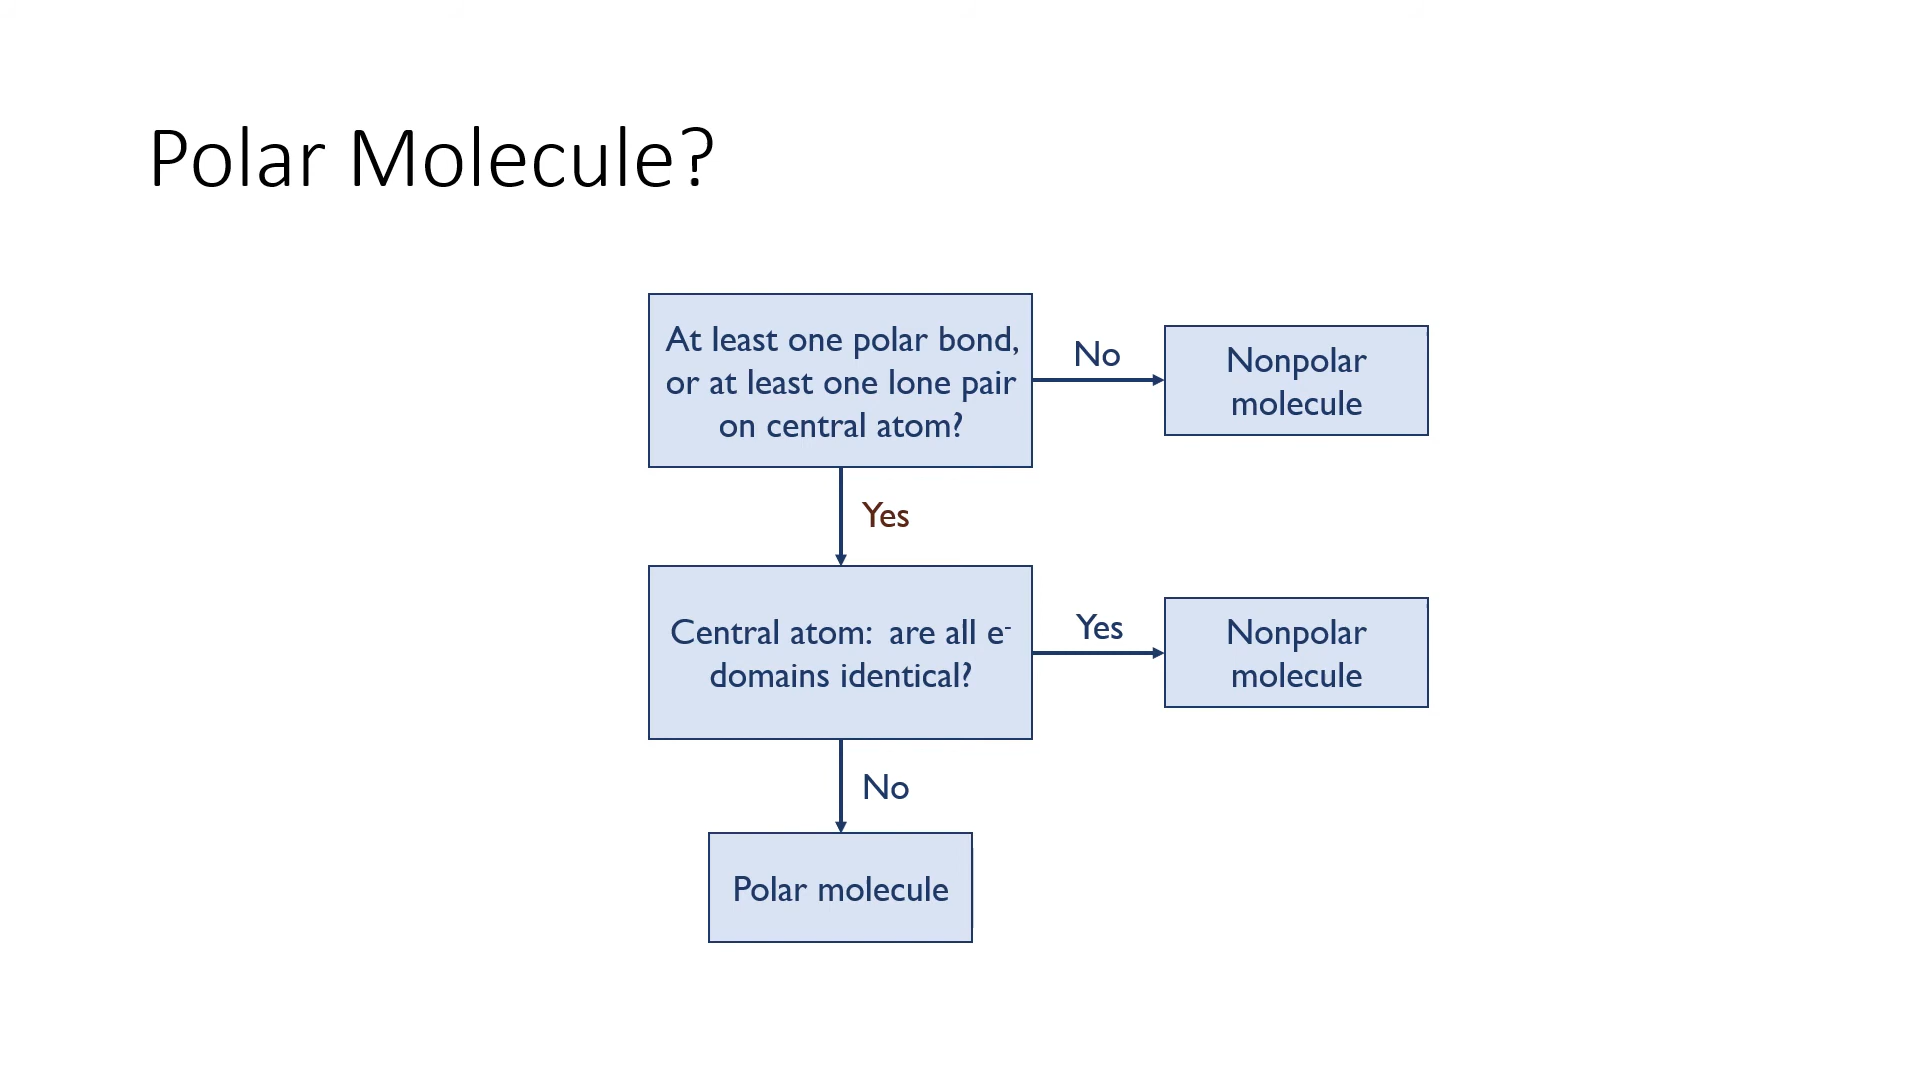 Polar Molecule?
At least one polar bond,
or at least one lone pair
on central atom?
No
Nonpolar
molecule
Yes
Central atom: are all e-
domains identical?
Yes
Nonpolar
molecule
No
Polar molecule